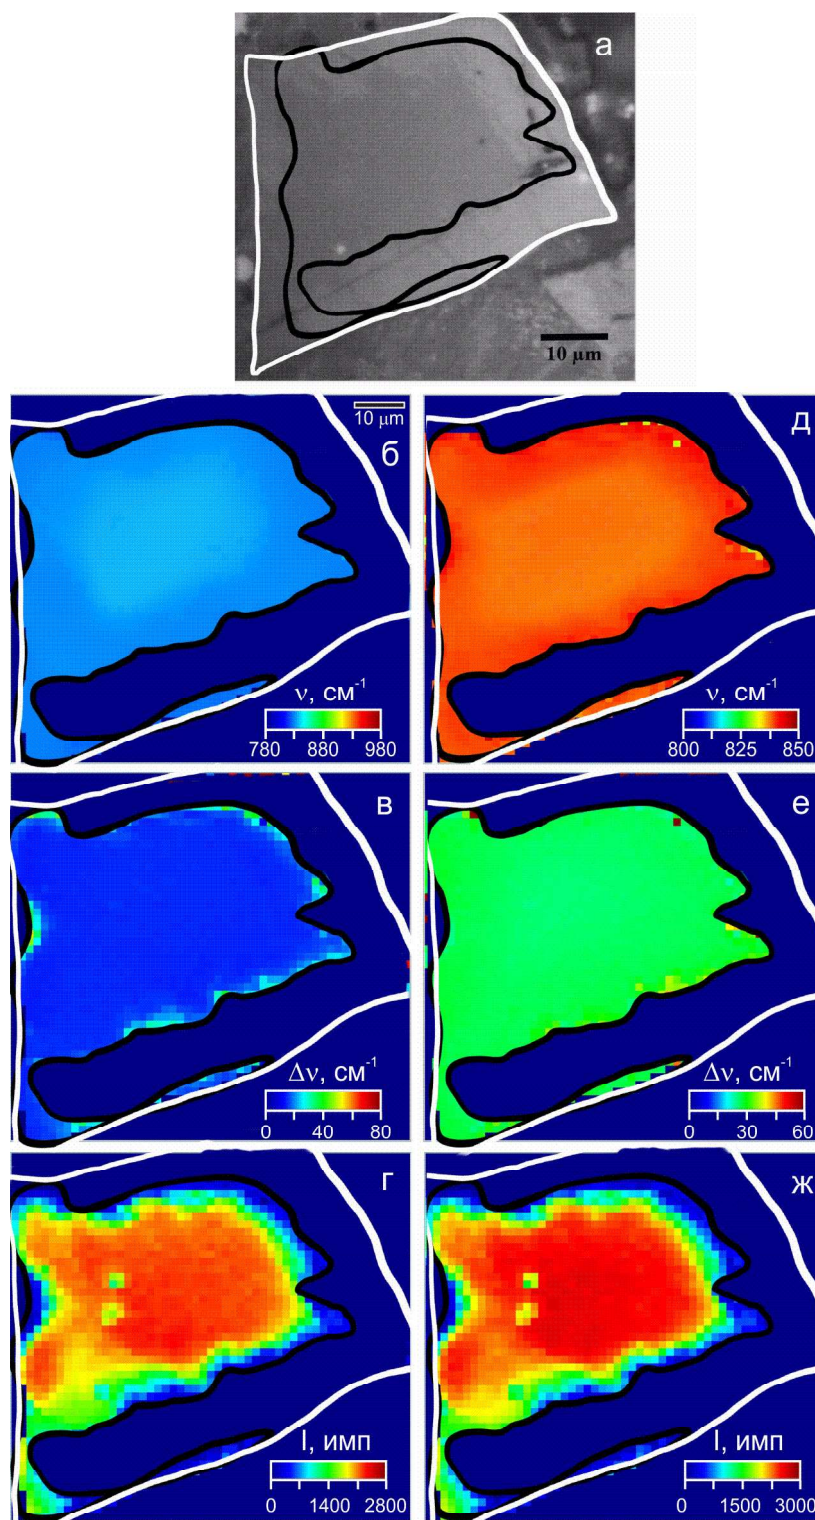 а
10 µm
10 µm
б
ν, см-1
780 880 980
д
ν, см-1
800 825 850
в
Δν, см-1
0 40 80
е
Δν, см-1
0 30 60
г
I, имп
0 1400 2800
ж
I, имп
0 1500 3000